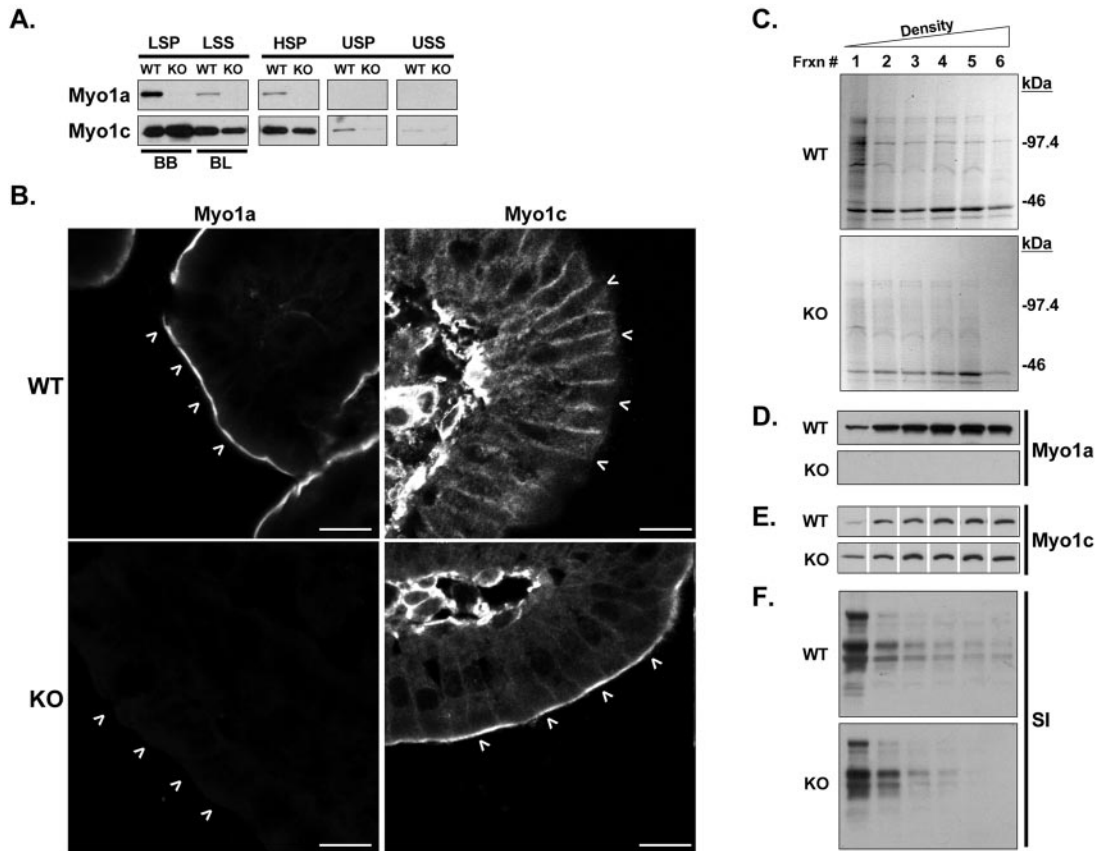 A.
LSP LSS HSP USP USS
WT KO WT KO WT KO WT KO WT KO
Myo1a
Myo1c
BB BL
B.
Myo1a Myo1c
WT
KO
C.
Density
Frxn # 1 2 3 4 5 6
kDa
WT
-97.4
-46
kDa
KO
-97.4
-46
D.
WT
KO
Myo1a
E.
WT
KO
Myo1c
F.
WT
KO
SI